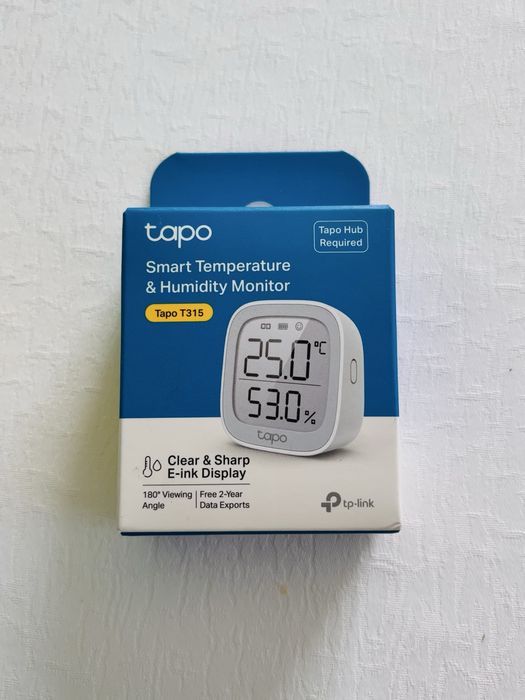 tapo
Tapo Hub
Required
Smart Temperature
& Humidity Monitor
Tapo T315
25.0°C
53.0%
tapo
Clear & Sharp
E-ink Display
180° Viewing
Angle
Free 2-Year
Data Exports
tp-link